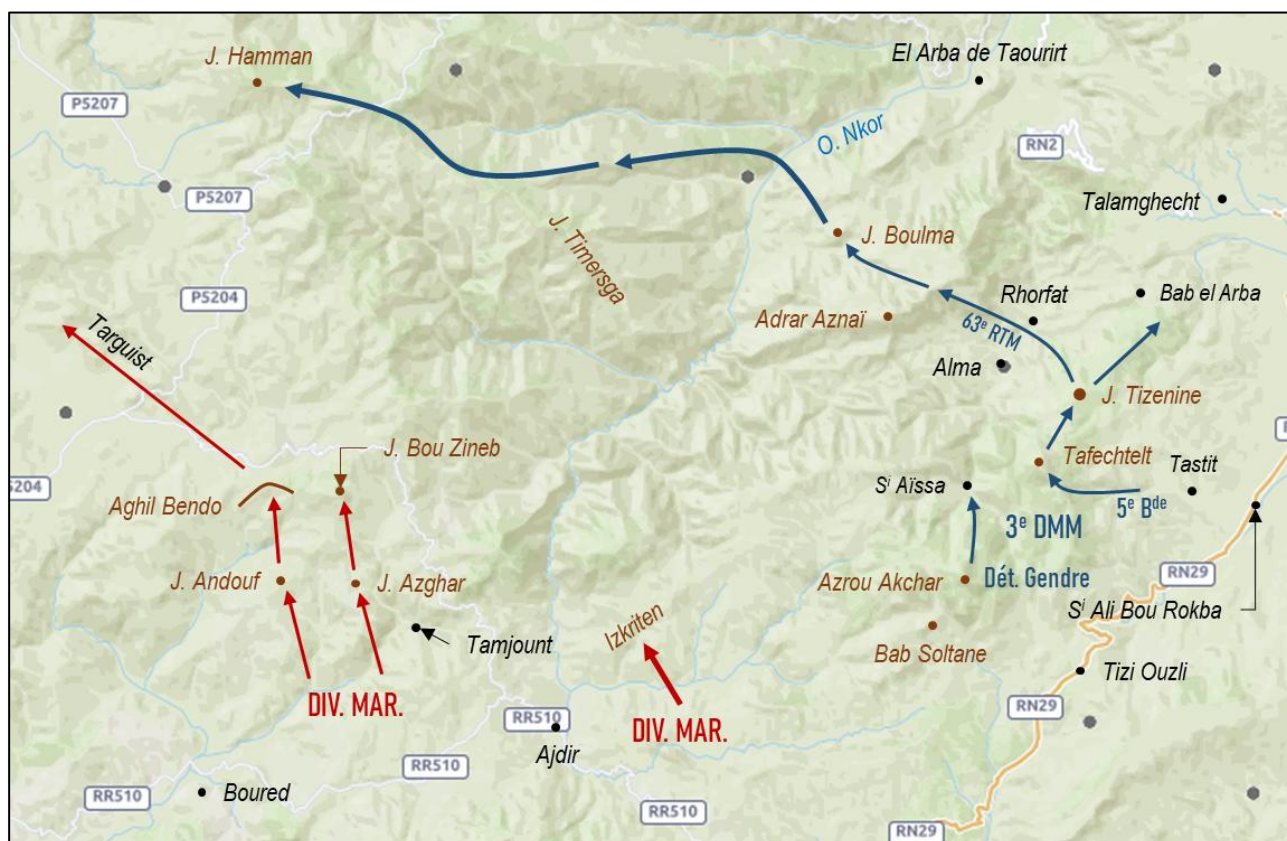 J. Hamman
El Arba de Taourirt
P5207
O. Nkor
RN2
P5207
Talamghecht
J. Boulma
J. Timersga
P5204
Rhorfat
Bab el Arba
Adrar Aznaï
63e RTM
Targuist
Alma
J. Tizenine
J. Bou Zineb
Tafechtelt
Tastit
5204
Aghil Bendo
Si Aïssa
5e Bde
3e DMM
J. Andouf
J. Azghar
Azrou Akchar
Dét. Gendre
RN29
Si Ali Bou Rokba
Izkriten
Tamjount
Bab Soltane
Tizi Ouzli
DIV. MAR.
DIV. MAR.
RN29
RR510
Ajdir
RR510
RR510
Boured
RR510
RN29